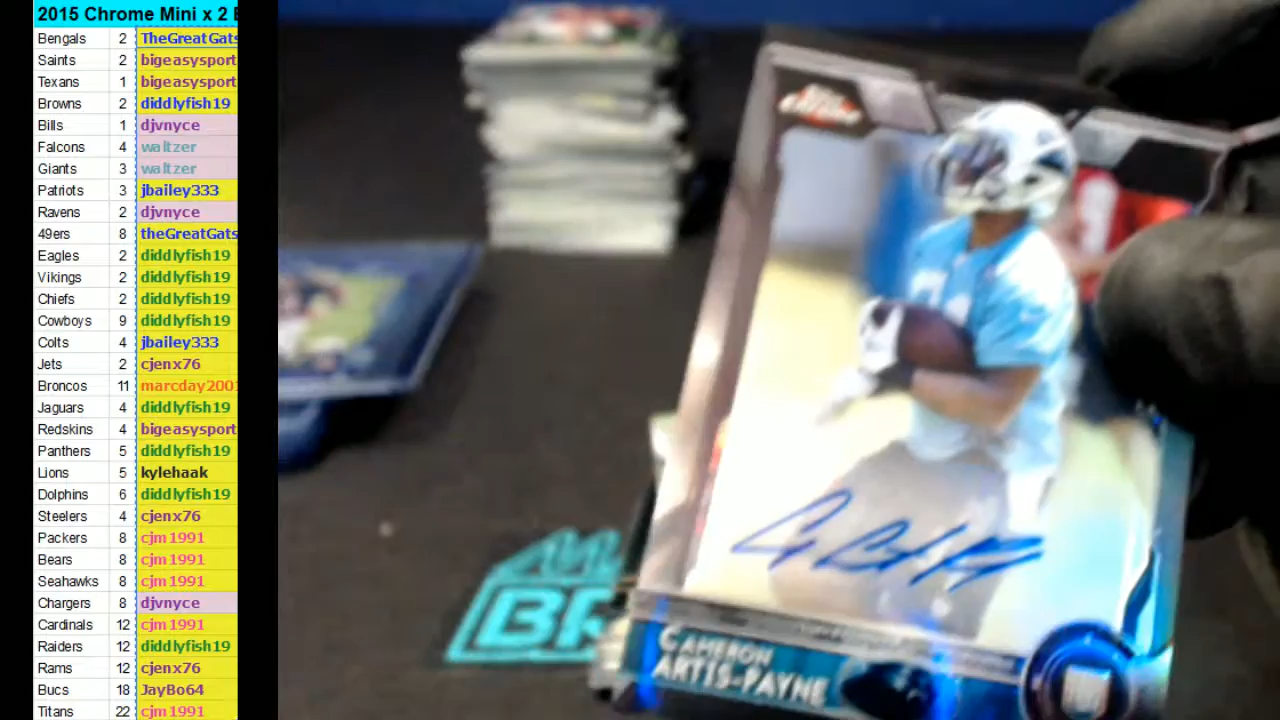 2015 Chrome Mini x 2 B
Bengals 2 TheGreatGats
Saints 2 bigeasysport
Texans 1 bigeasysport
Browns 2 diddlyfish19
Bills 1 djvnyce
Falcons 4 waltzer
Giants 3 waltzer
Patriots 3 jbailey333
Ravens 2 djvnyce
49ers 8 theGreatGats
Eagles 2 diddlyfish19
Vikings 2 diddlyfish19
Chiefs 2 diddlyfish19
Cowboys 9 diddlyfish19
Colts 4 jbailey333
Jets 2 cjenx76
Broncos 11 marcday2001
Jaguars 4 diddlyfish19
Redskins 4 bigeasysport
Panthers 5 diddlyfish19
Lions 5 kylehaak
Dolphins 6 diddlyfish19
Steelers 4 cjenx76
Packers 8 cjm1991
Bears 8 cjm1991
Seahawks 8 cjm1991
Chargers 8 djvnyce
Cardinals 12 cjm1991
Raiders 12 diddlyfish19
Rams 12 cjenx76
Bucs 18 JayBo64
Titans 22 cjm1991
BR
CAMERON
ARTIS-PAYNE